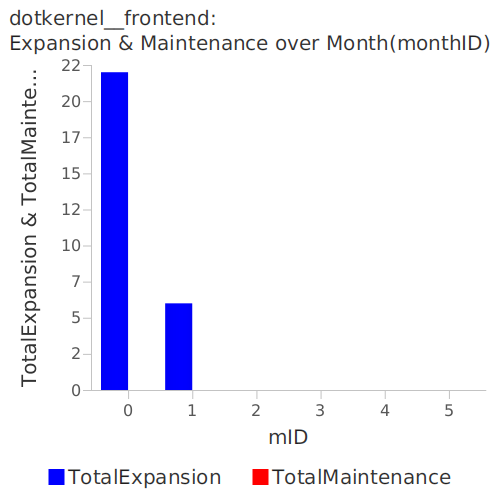 dotkernel__frontend:
Expansion & Maintenance over Month(monthID)
TotalExpansion & TotalMainte...
22
20
17
15
12
10
7
5
2
0
0 1 2 3 4 5
mID
TotalExpansion TotalMaintenance